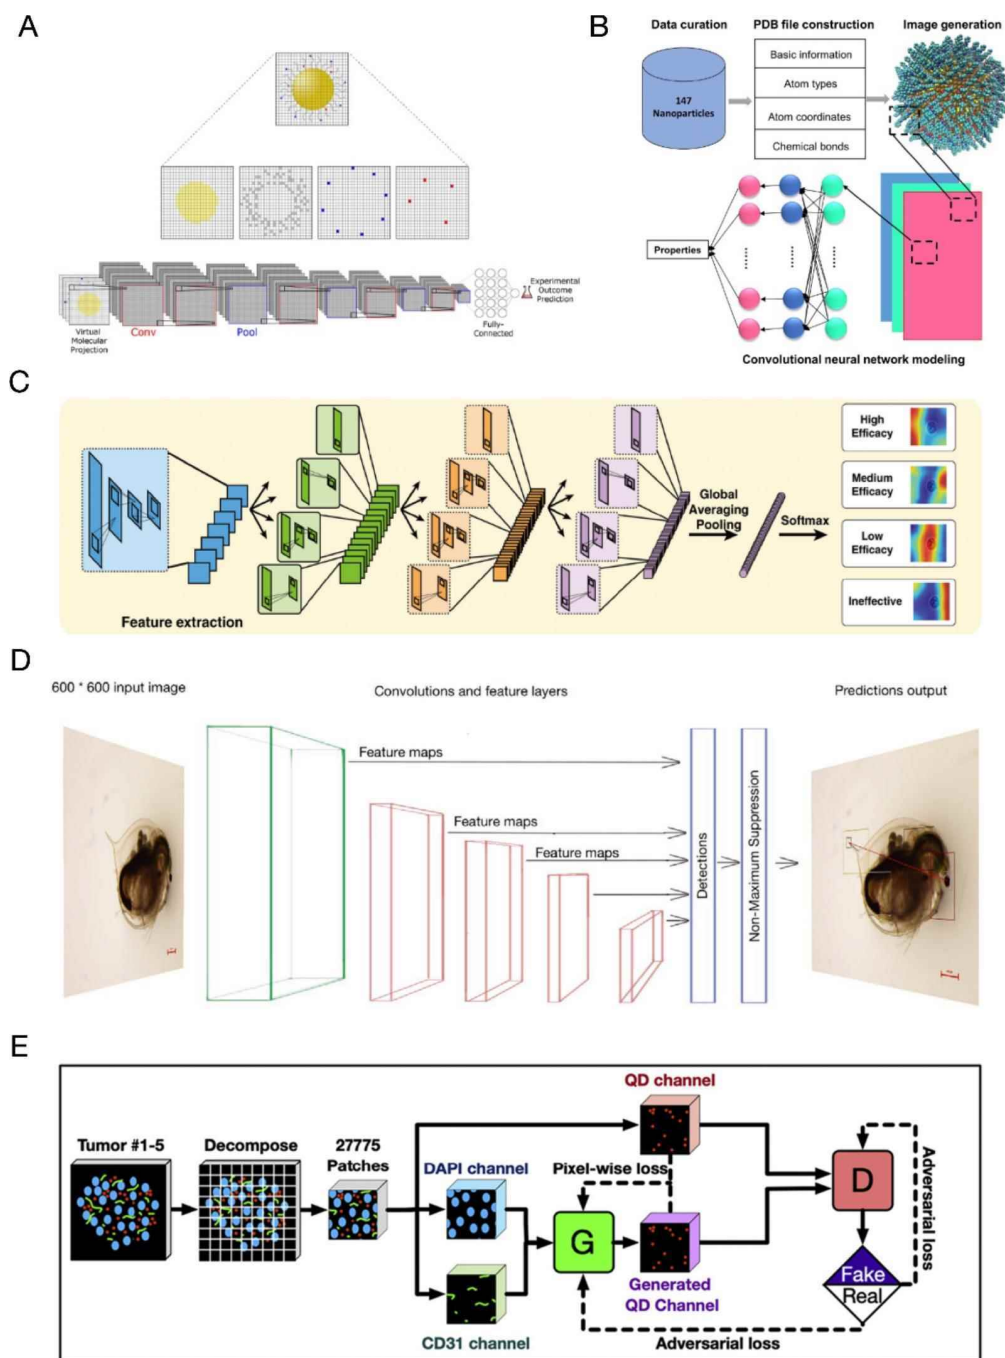 A
Virtual
Molecular
Projection
Conv
Pool
Fully-
Connected
Experimental
Outcome
Prediction
B
Data curation
PDB file construction
Image generation
147
Nanoparticles
Basic information
Atom types
Atom coordinates
Chemical bonds
Properties
Convolutional neural network modeling
C
Feature extraction
Global
Averaging
Pooling
Softmax
High
Efficacy
Medium
Efficacy
Low
Efficacy
Ineffective
D
600 * 600 input image
Convolutions and feature layers
Predictions output
Feature maps
Feature maps
Feature maps
Detections
Non-Maximum Suppression
E
Tumor #1-5
Decompose
27775
Patches
DAPI channel
CD31 channel
QD channel
Pixel-wise loss
G
Generated
QD Channel
D
Fake
Real
Adversarial loss
Adversarial loss